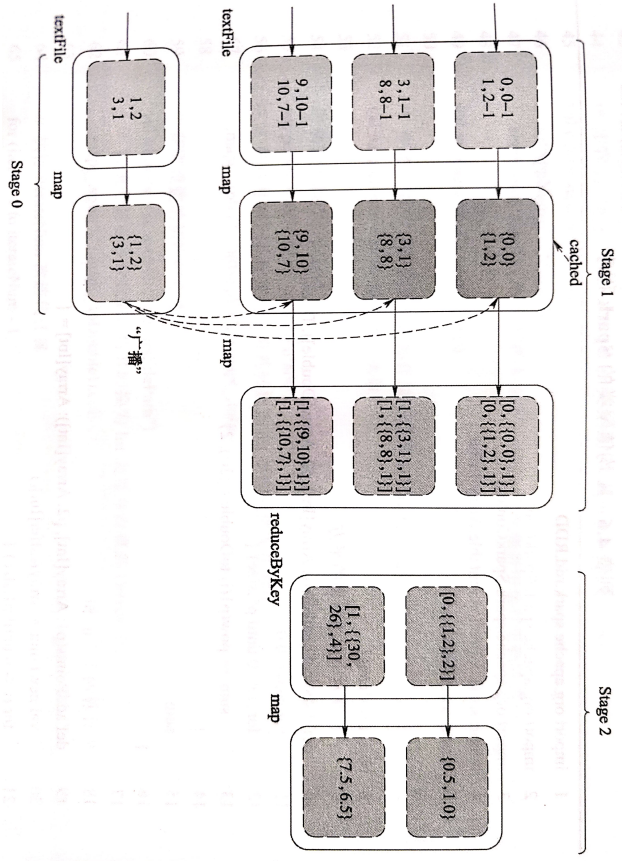 Stage 1
Stage 2
cached
0,0-1
1,2-1
{0,0}
{1,2}
[0,{{0,0},1}]
[0,{{1,2},1}]
3,1-1
8,8-1
{3,1}
{8,8}
[1,{{3,1},1}]
[1,{{8,8},1}]
9,10-1
10,7-1
{9,10}
{10,7}
[1,{{9,10},1}]
[1,{{10,7},1}]
[0,{{1,2},2}]
{0.5,1.0}
[1,{{30,
26},4}]
{7.5,6.5}
textFile
map
map
reduceByKey
map
“广播”
1,2
3,1
{1,2}
{3,1}
textFile
map
Stage 0